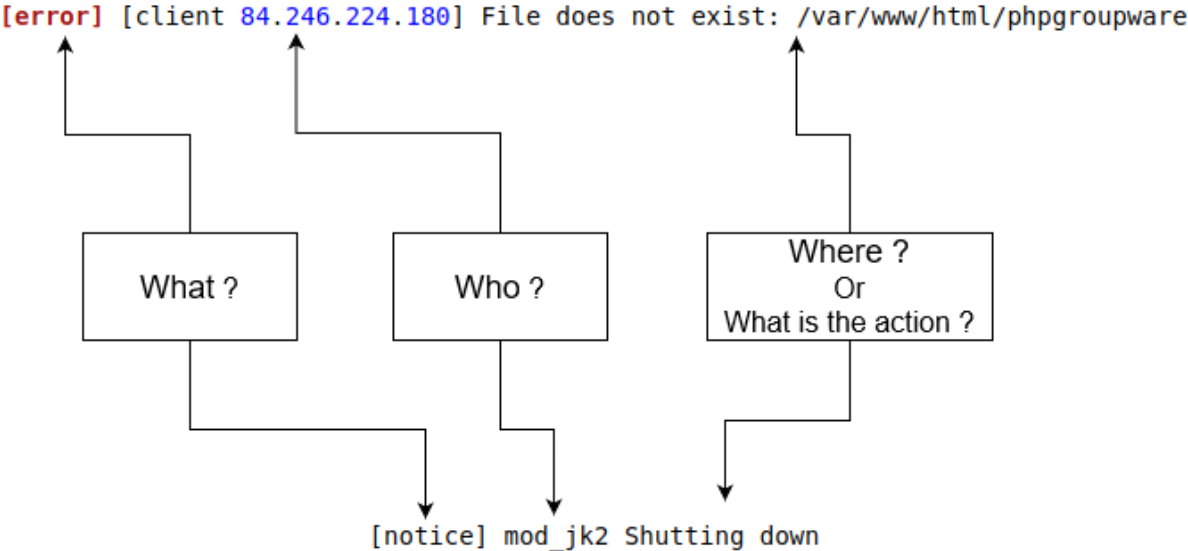 [error] [client 84.246.224.180] File does not exist: /var/www/html/phpgroupware
What ?
Who ?
Where ?
Or
What is the action ?
[notice] mod_jk2 Shutting down